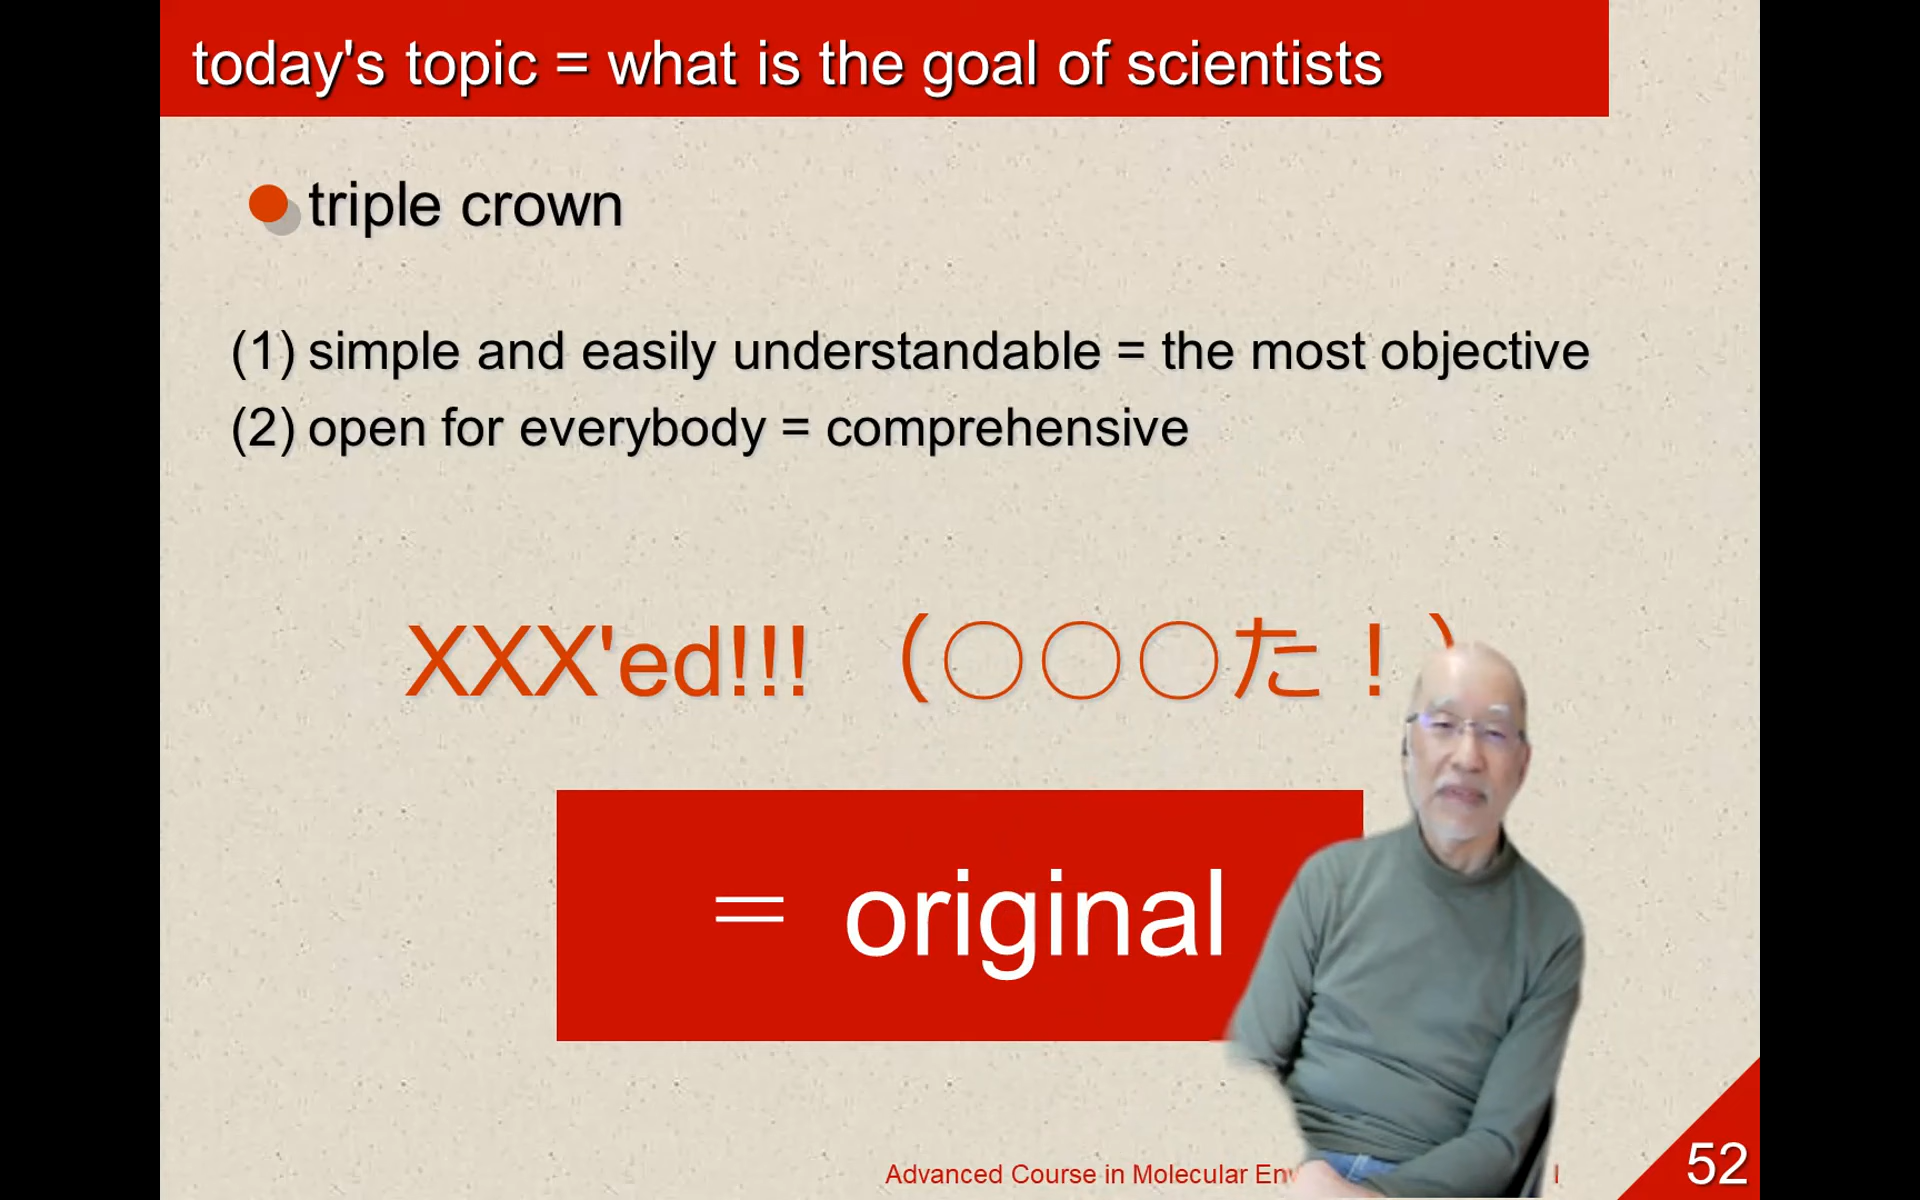 today's topic = what is the goal of scientists
triple crown
(1) simple and easily understandable = the most objective
(2) open for everybody = comprehensive
XXX'ed!!! （○○○た！）
＝ original
Advanced Course in Molecular
52